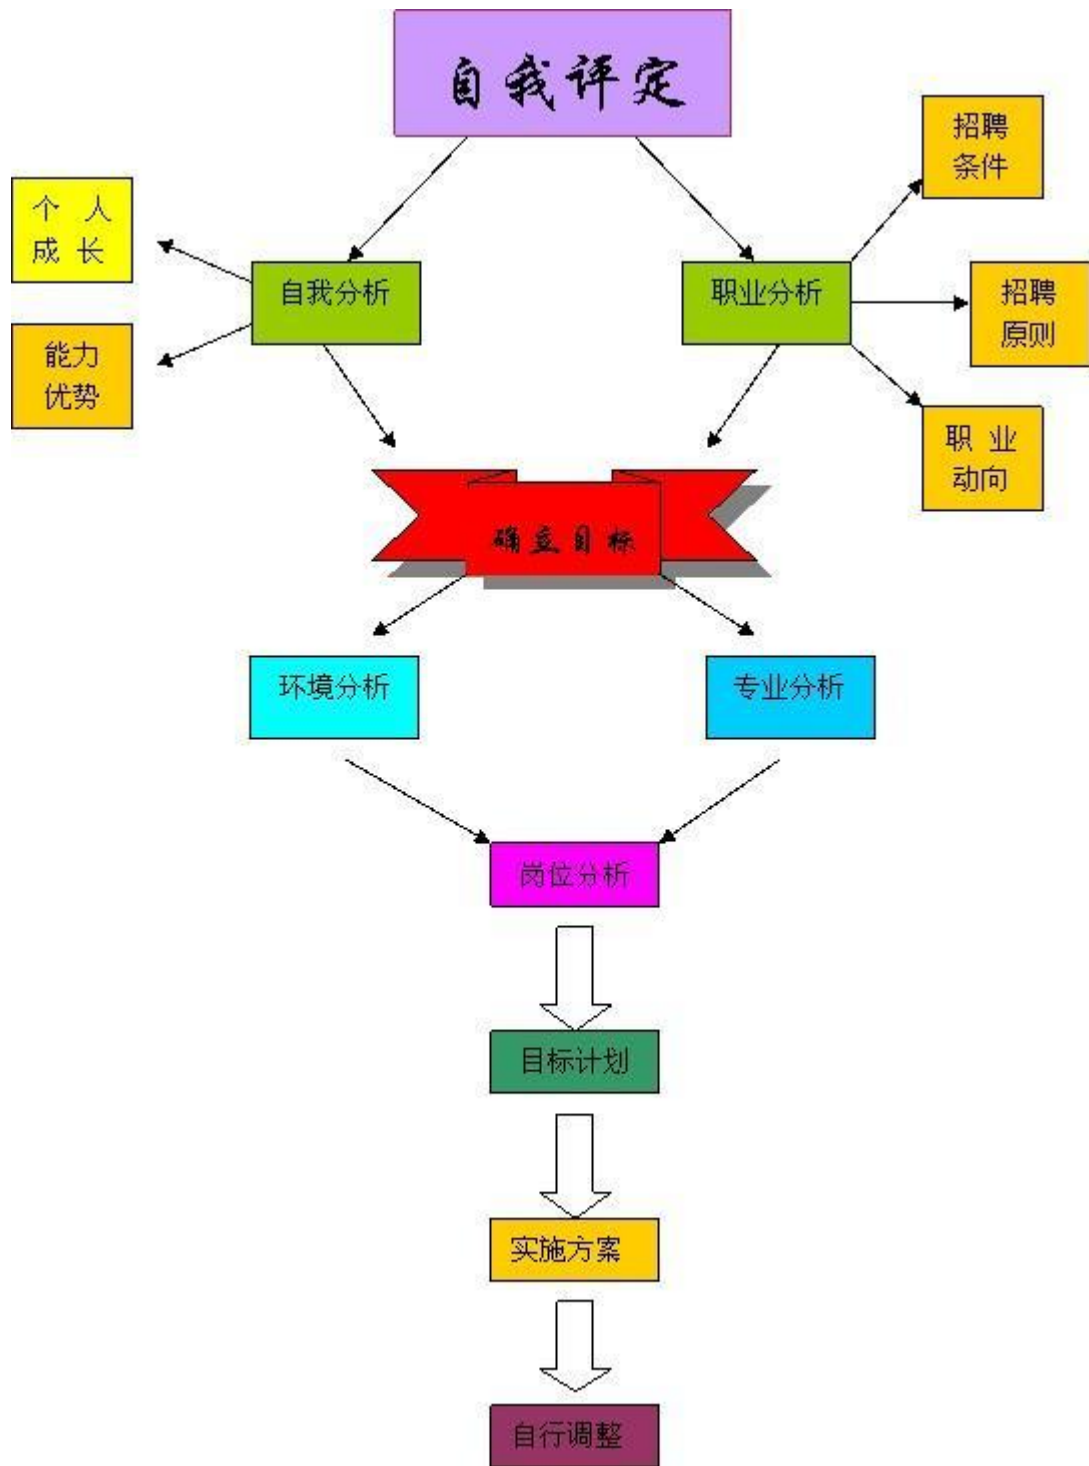 自我评定
招聘
条件
个 人
成 长
自我分析
职业分析
招聘
原则
能力
优势
职 业
动向
确立目标
环境分析
专业分析
岗位分析
目标计划
实施方案
自行调整